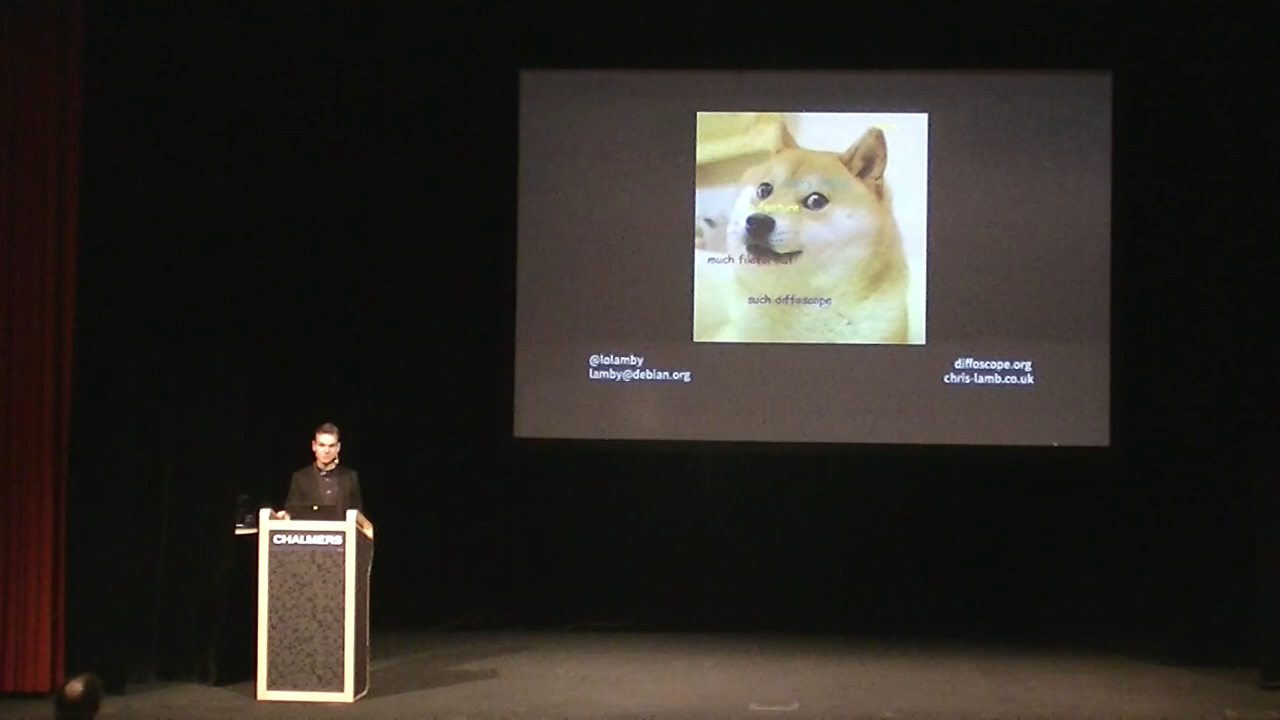 much
such diffoscope
@lolamby
lamby@debian.org
diffoscope.org
chris-lamb.co.uk
CHALMERS